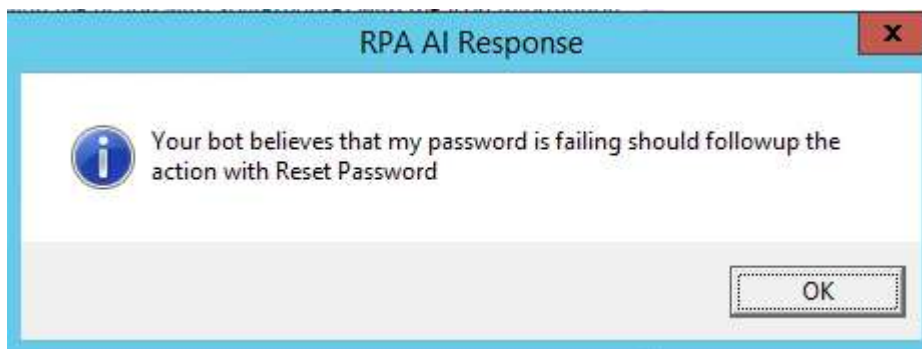 RPA AI Response
x
Your bot believes that my password is failing should followup the
action with Reset Password
OK